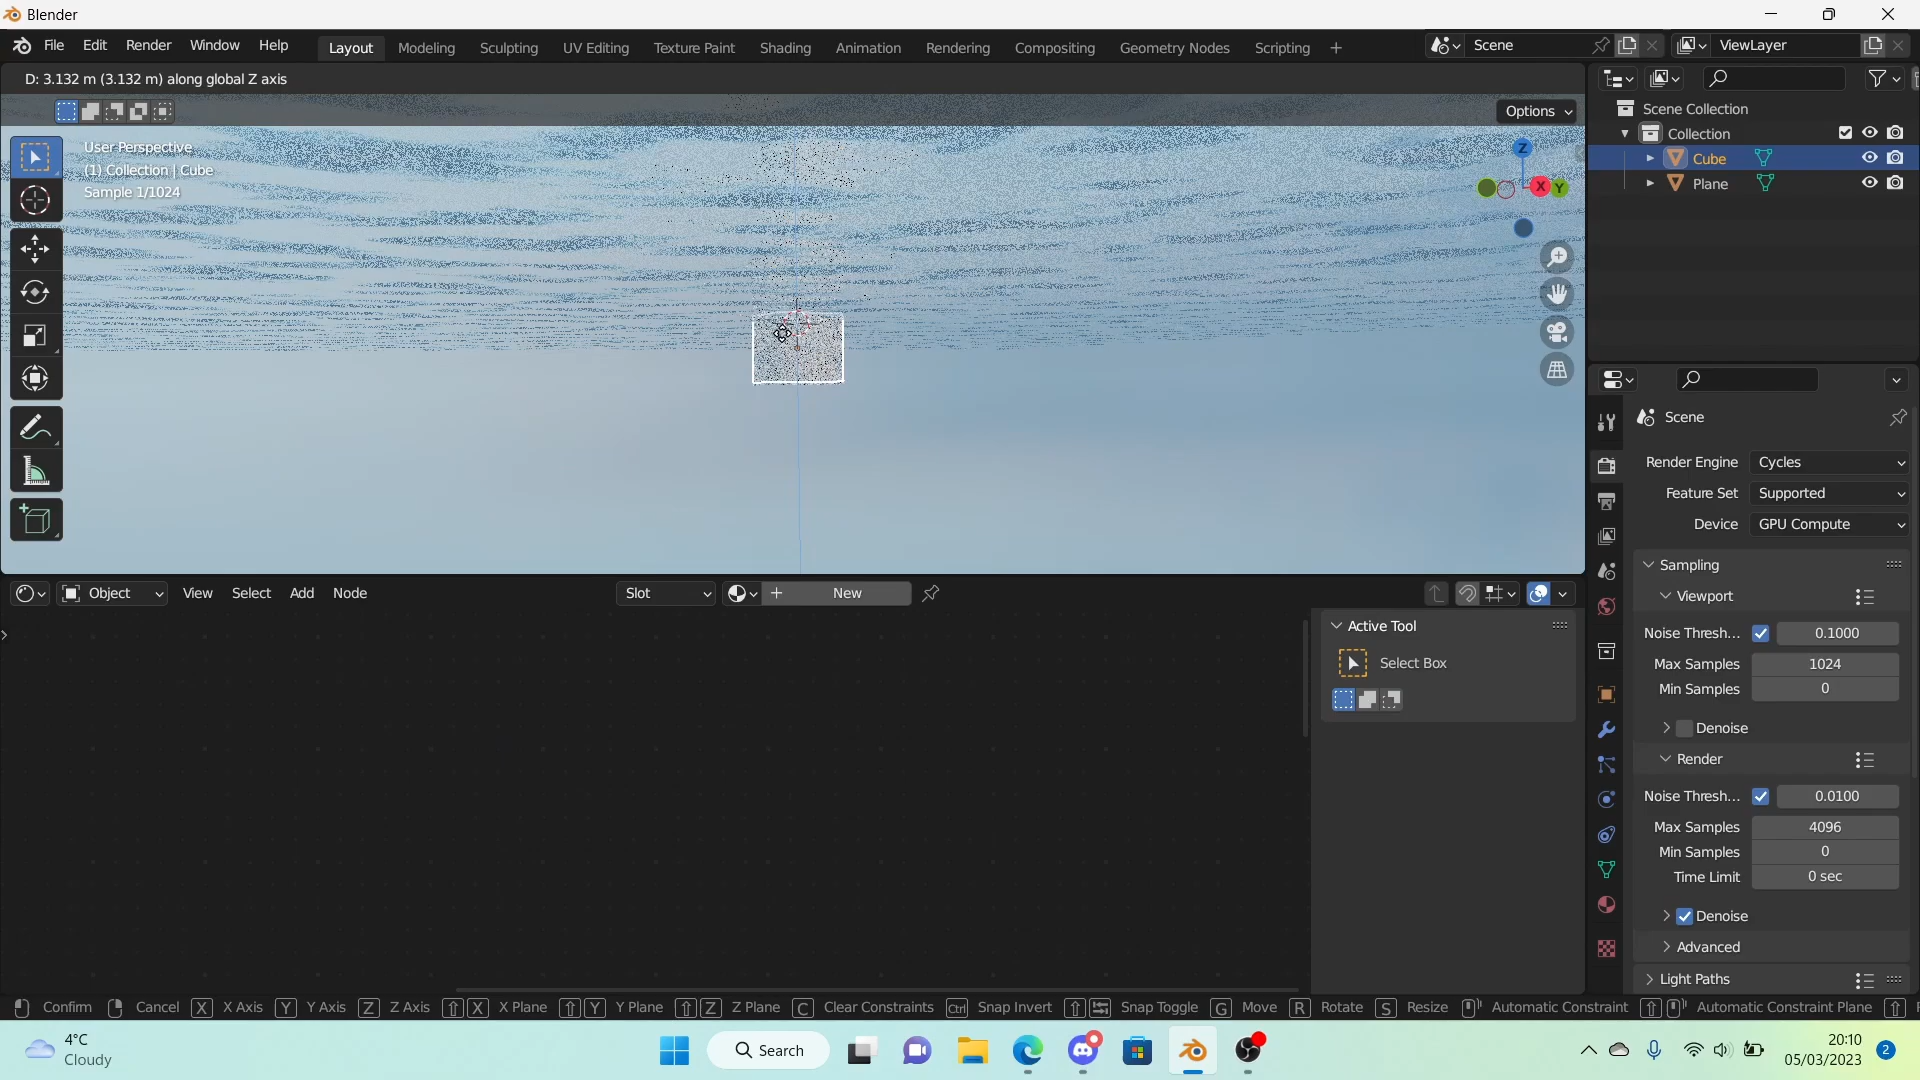 Blender
File Edit Render Window Help Layout Modeling Sculpting UV Editing Texture Paint Shading Animation Rendering Compositing Geometry Nodes Scripting + Scene ViewLayer
D: 3.132 m (3.132 m) along global Z axis
Options
User Perspective
(1) Collection | Cube
Sample 1/1024
Z
X Y
Scene Collection
Collection
Cube
Plane
Scene
Render Engine Cycles
Feature Set Supported
Device GPU Compute
Sampling
Viewport
Noise Thresh... 0.1000
Max Samples 1024
Min Samples 0
Denoise
Render
Noise Thresh... 0.0100
Max Samples 4096
Min Samples 0
Time Limit 0 sec
Denoise
Advanced
Light Paths
Object View Select Add Node Slot New
Active Tool
Select Box
Confirm Cancel X X Axis Y Y Axis Z Z Axis X X Plane Y Y Plane Z Z Plane C Clear Constraints Ctrl Snap Invert Snap Toggle G Move R Rotate S Resize Automatic Constraint Automatic Constraint Plane
4°C
Cloudy
Search
20:10
05/03/2023
2